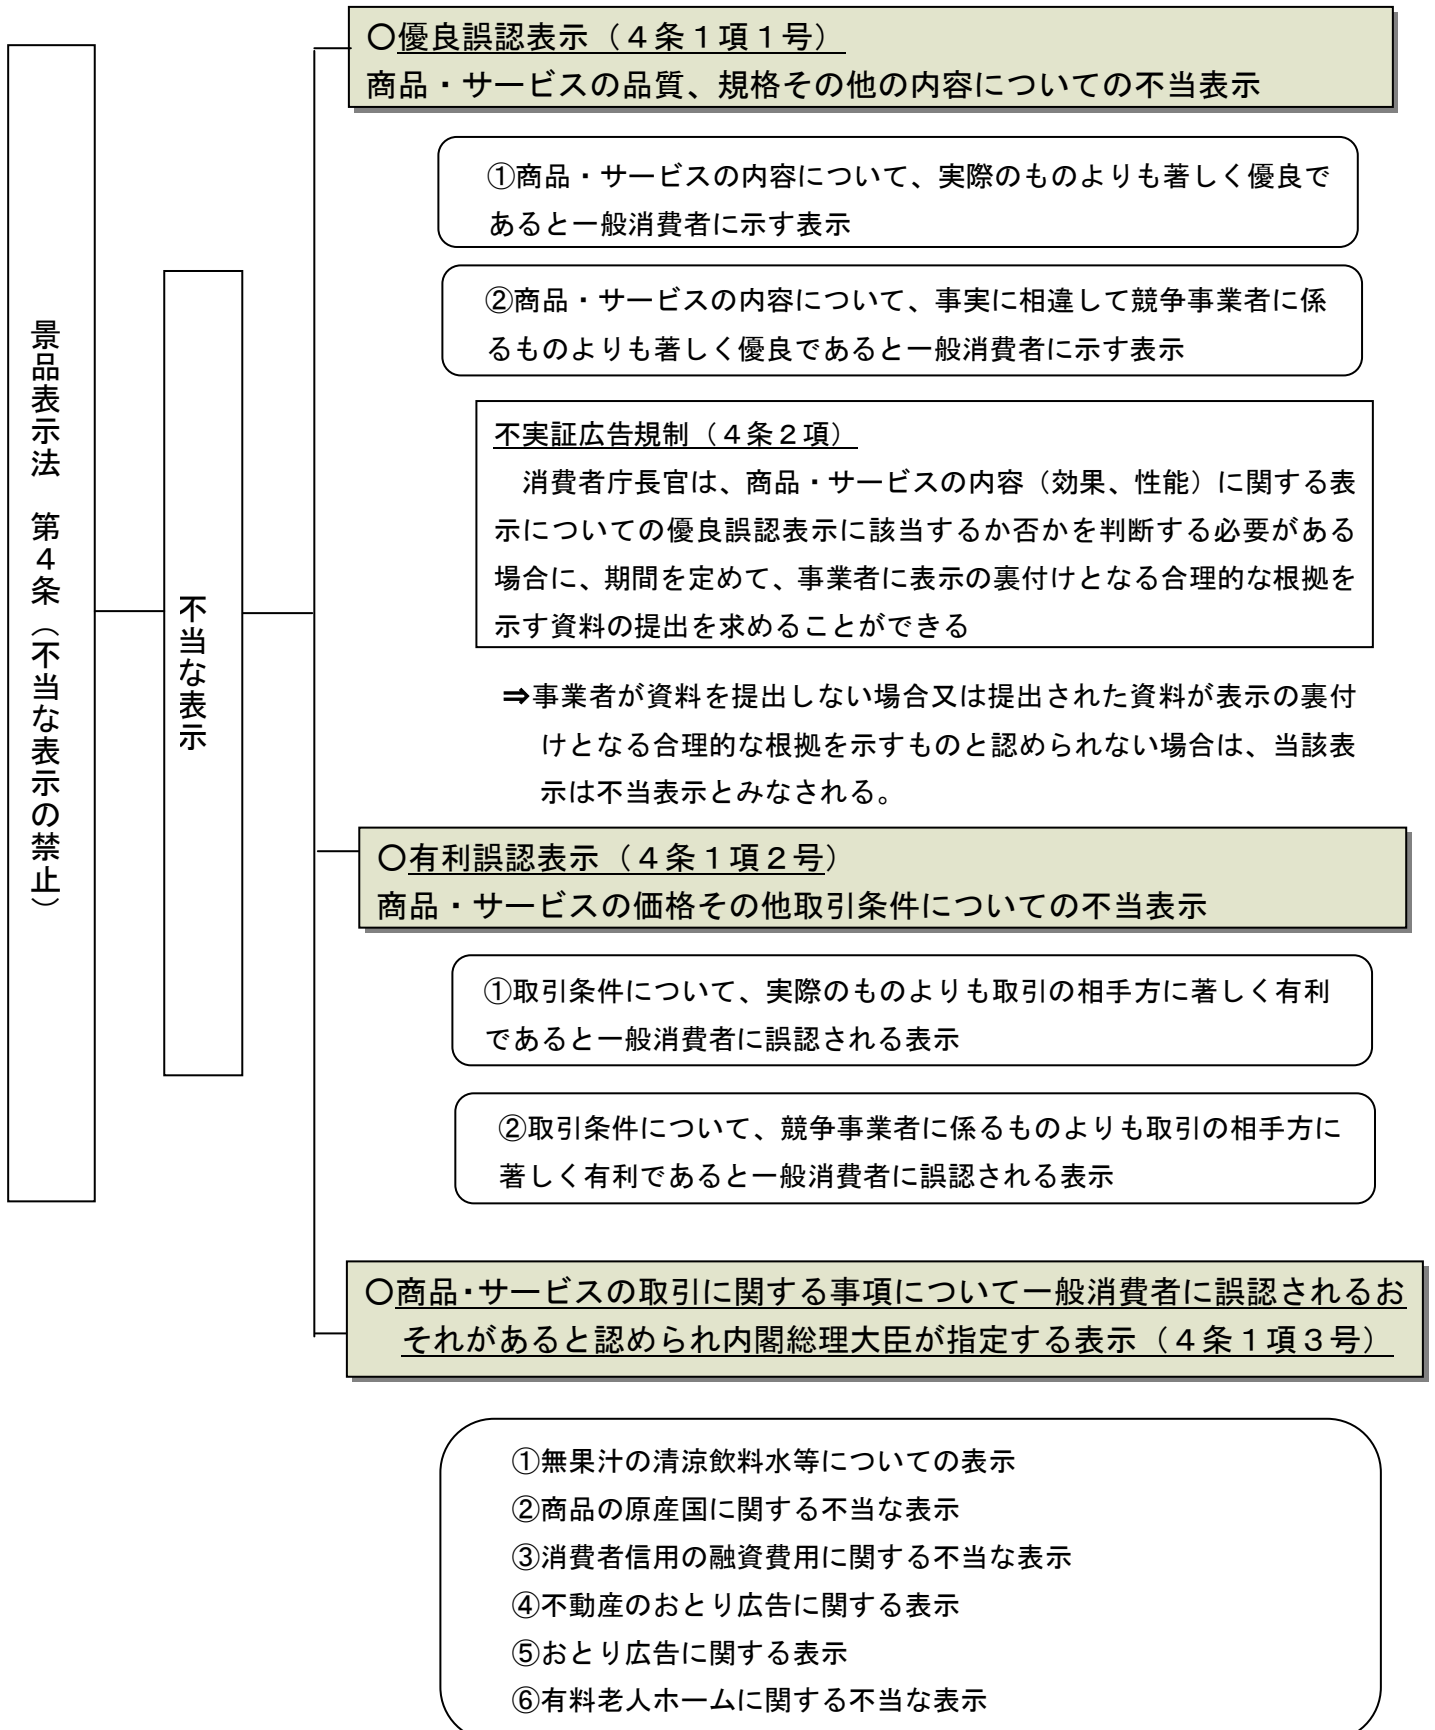 景品表示法　第４条（不当な表示の禁止）
不当な表示
○優良誤認表示（４条１項１号）
商品・サービスの品質、規格その他の内容についての不当表示
①商品・サービスの内容について、実際のものよりも著しく優良で
あると一般消費者に示す表示
②商品・サービスの内容について、事実に相違して競争事業者に係
るものよりも著しく優良であると一般消費者に示す表示
不実証広告規制（４条２項）
消費者庁長官は、商品・サービスの内容（効果、性能）に関する表
示についての優良誤認表示に該当するか否かを判断する必要がある
場合に、期間を定めて、事業者に表示の裏付けとなる合理的な根拠を
示す資料の提出を求めることができる
⇒事業者が資料を提出しない場合又は提出された資料が表示の裏付
けとなる合理的な根拠を示すものと認められない場合は、当該表
示は不当表示とみなされる。
○有利誤認表示（４条１項２号）
商品・サービスの価格その他取引条件についての不当表示
①取引条件について、実際のものよりも取引の相手方に著しく有利
であると一般消費者に誤認される表示
②取引条件について、競争事業者に係るものよりも取引の相手方に
著しく有利であると一般消費者に誤認される表示
○商品・サービスの取引に関する事項について一般消費者に誤認されるお
それがあると認められ内閣総理大臣が指定する表示（４条１項３号）
①無果汁の清涼飲料水等についての表示
②商品の原産国に関する不当な表示
③消費者信用の融資費用に関する不当な表示
④不動産のおとり広告に関する表示
⑤おとり広告に関する表示
⑥有料老人ホームに関する不当な表示